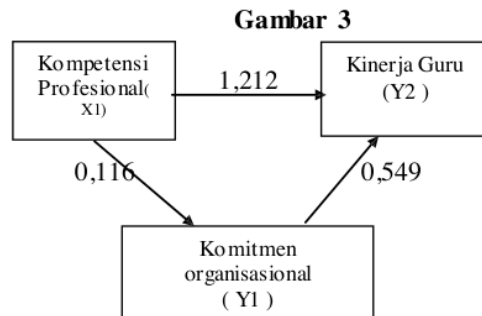 Gambar 3
Kompetensi
Profesional(
X1)
1,212
Kinerja Guru
(Y2 )
0,116
0,549
Komitmen
organisasional
( Y1 )